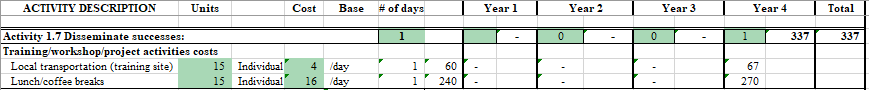 ACTIVITY DESCRIPTION Units Cost Base # of days Year 1 Year 2 Year 3 Year 4 Total
Activity 1.7 Disseminate successes: 1 - 0 - 0 - 1 337 337
Training/workshop/project activities costs
Local transportation (training site) 15 Individual 4 /day 1 60 - - - 67
Lunch/coffee breaks 15 Individual 16 /day 1 240 - - - 270